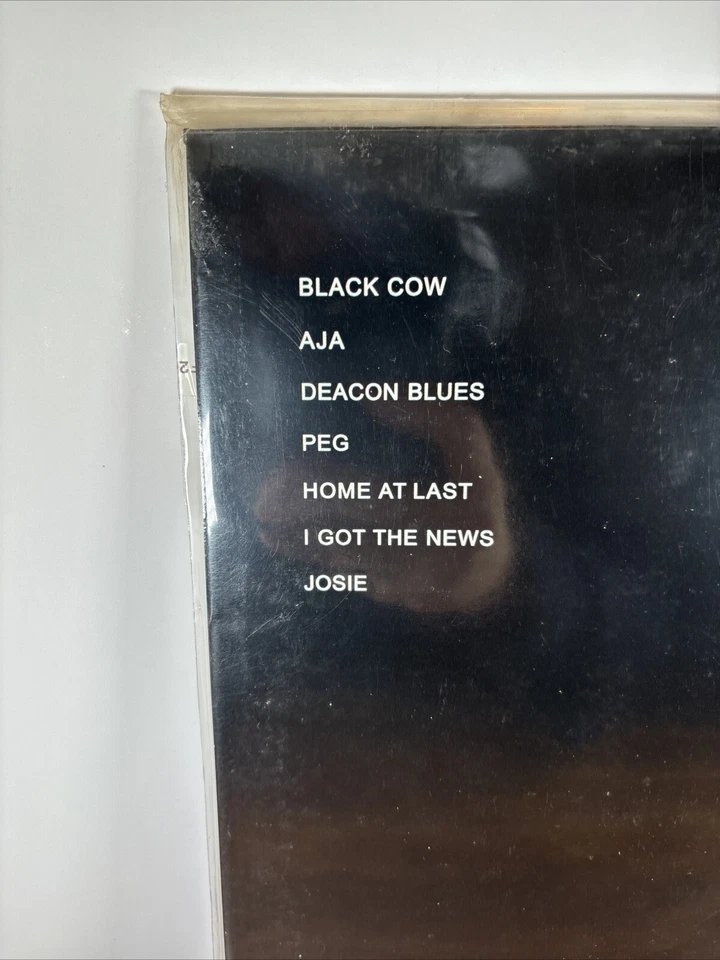 BLACK COW
AJA
DEACON BLUES
PEG
HOME AT LAST
I GOT THE NEWS
JOSIE